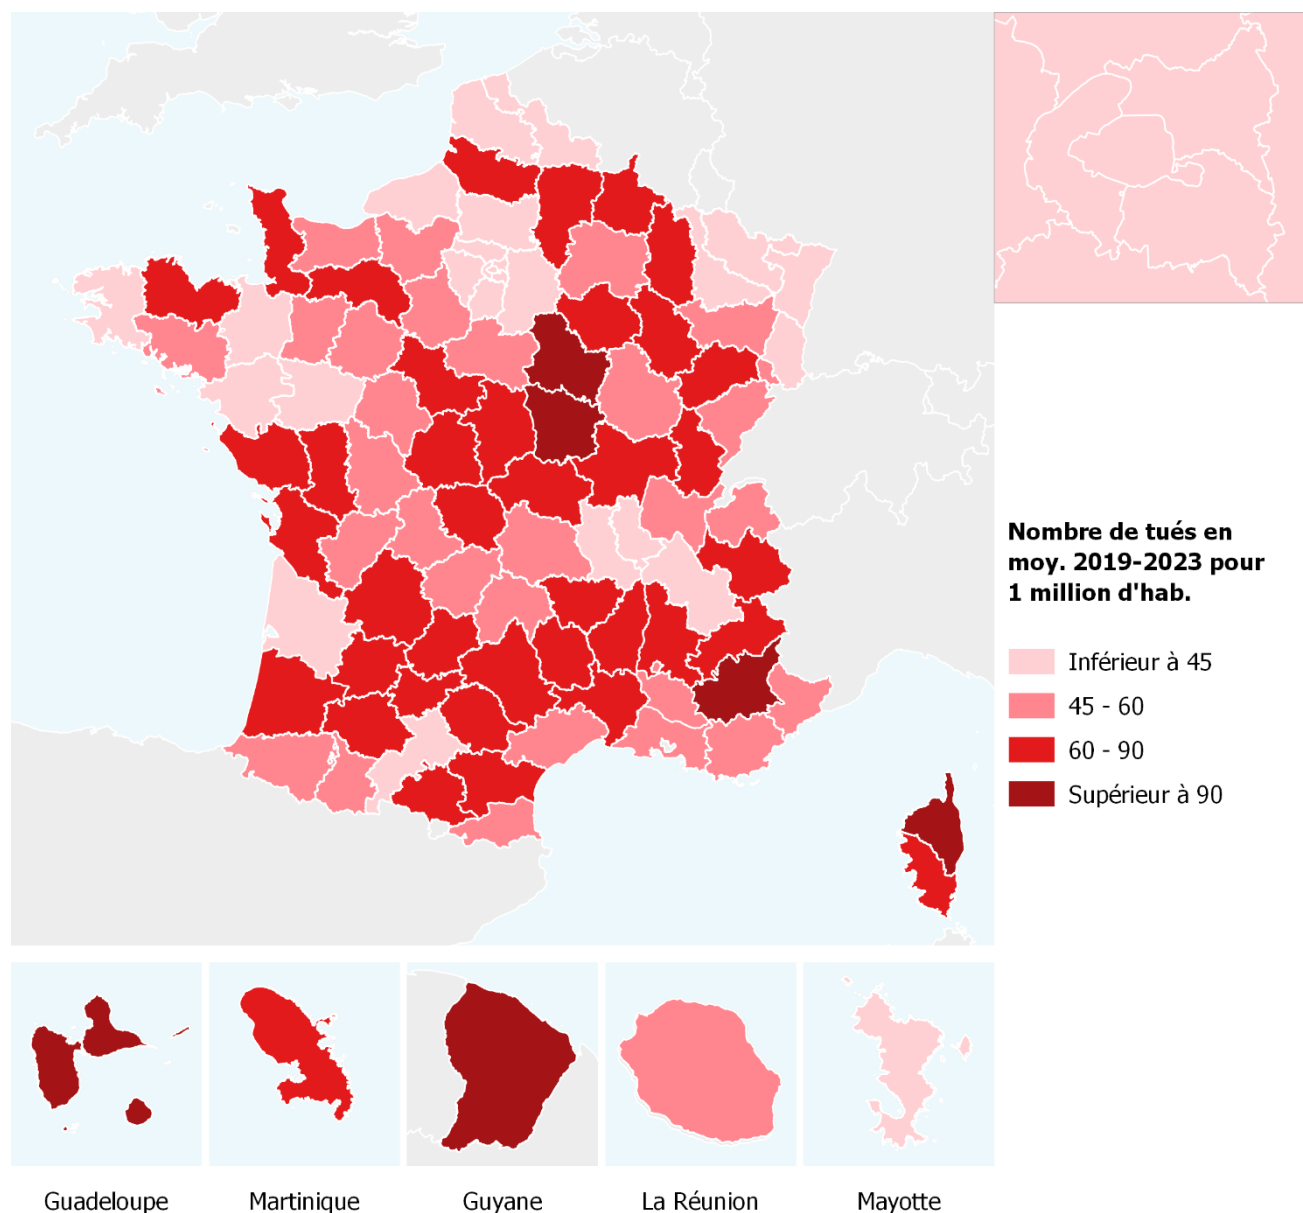 Nombre de tués en
moy. 2019-2023 pour
1 million d'hab.
Inférieur à 45
45 - 60
60 - 90
Supérieur à 90
Guadeloupe
Martinique
Guyane
La Réunion
Mayotte